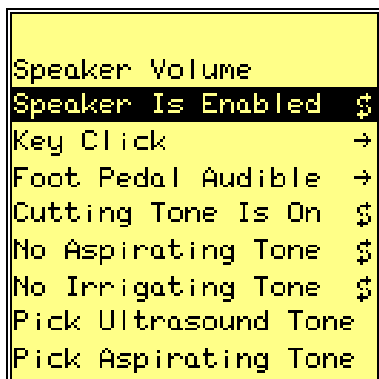 Speaker Volume
Speaker Is Enabled $
Key Click →
Foot Pedal Audible →
Cutting Tone Is On $
No Aspirating Tone $
No Irrigating Tone $
Pick Ultrasound Tone
Pick Aspirating Tone